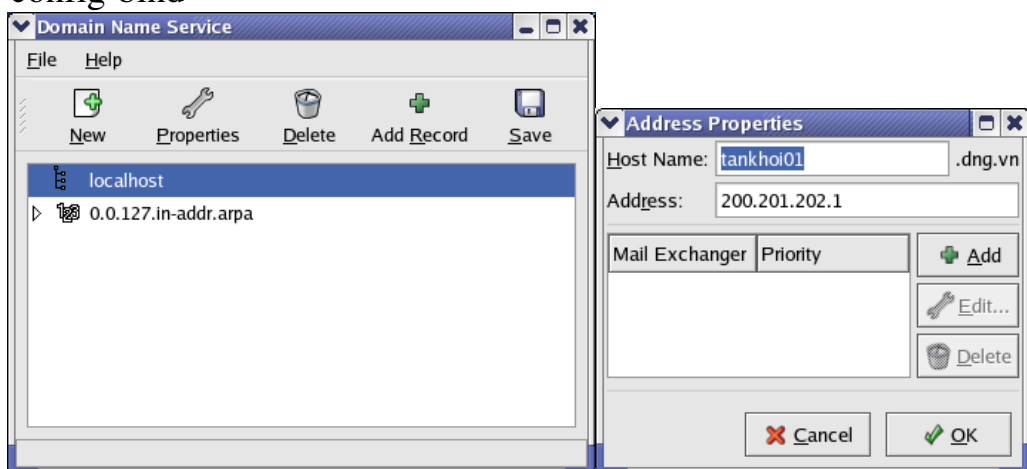 config-bind
Domain Name Service
File Help
New Properties Delete Add Record Save
localhost
0.0.127.in-addr.arpa
Address Properties
Host Name: tankhoi01 .dng.vn
Address: 200.201.202.1
Mail Exchanger Priority
Add
Edit...
Delete
Cancel OK